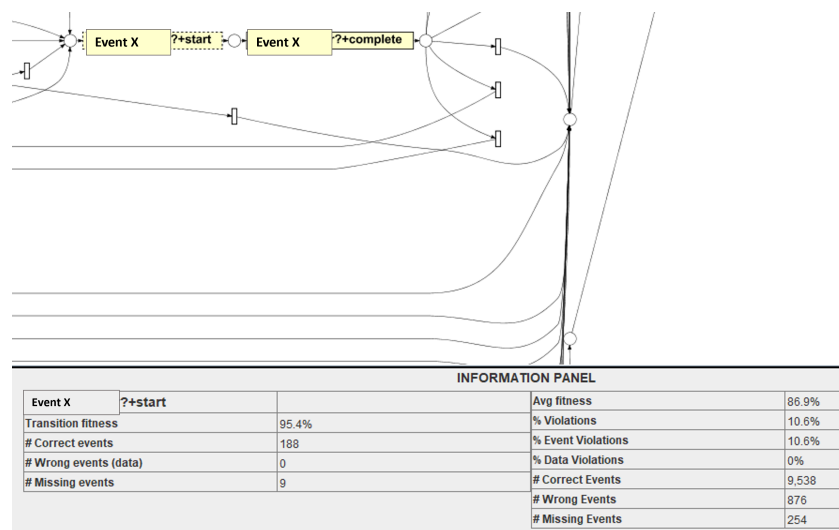 Event X ?+start Event X ?+complete
INFORMATION PANEL
Event X ?+start
Transition fitness 95.4%
# Correct events 188
# Wrong events (data) 0
# Missing events 9
Avg fitness 86.9%
% Violations 10.6%
% Event Violations 10.6%
% Data Violations 0%
# Correct Events 9,538
# Wrong Events 876
# Missing Events 254